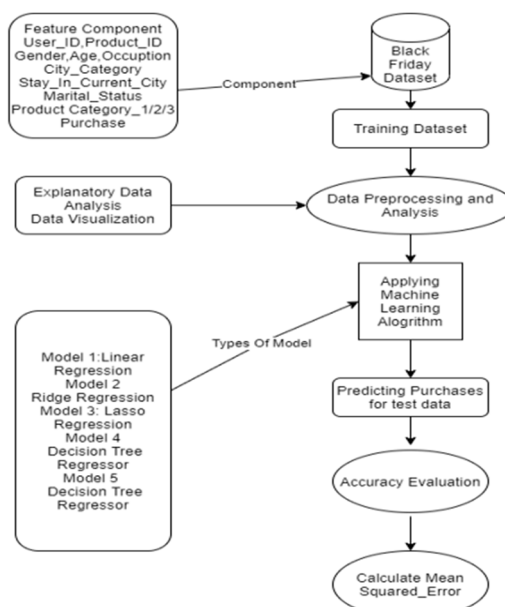 Feature Component
User_ID,Product_ID
Gender,Age,Occuption
City_Category
Stay_In_Current_City
Marital_Status
Product Category_1/2/3
Purchase
Component
Black
Friday
Dataset
Training Dataset
Explanatory Data
Analysis
Data Visualization
Data Preprocessing and
Analysis
Applying
Machine
Learning
Alogrithm
Types Of Model
Model 1:Linear
Regression
Model 2
Ridge Regression
Model 3: Lasso
Regression
Model 4
Decision Tree
Regressor
Model 5
Decision Tree
Regressor
Predicting Purchases
for test data
Accuracy Evaluation
Calculate Mean
Squared_Error